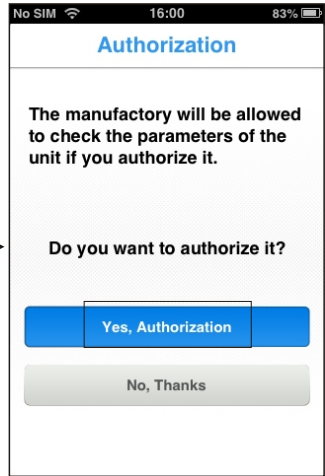 No SIM 16:00 83%
Authorization
The manufactory will be allowed
to check the parameters of the
unit if you authorize it.
Do you want to authorize it?
Yes, Authorization
No, Thanks